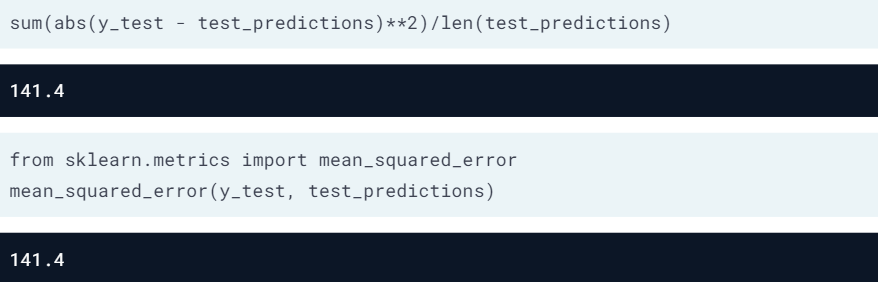 sum(abs(y_test - test_predictions)**2)/len(test_predictions)
141.4
from sklearn.metrics import mean_squared_error
mean_squared_error(y_test, test_predictions)
141.4